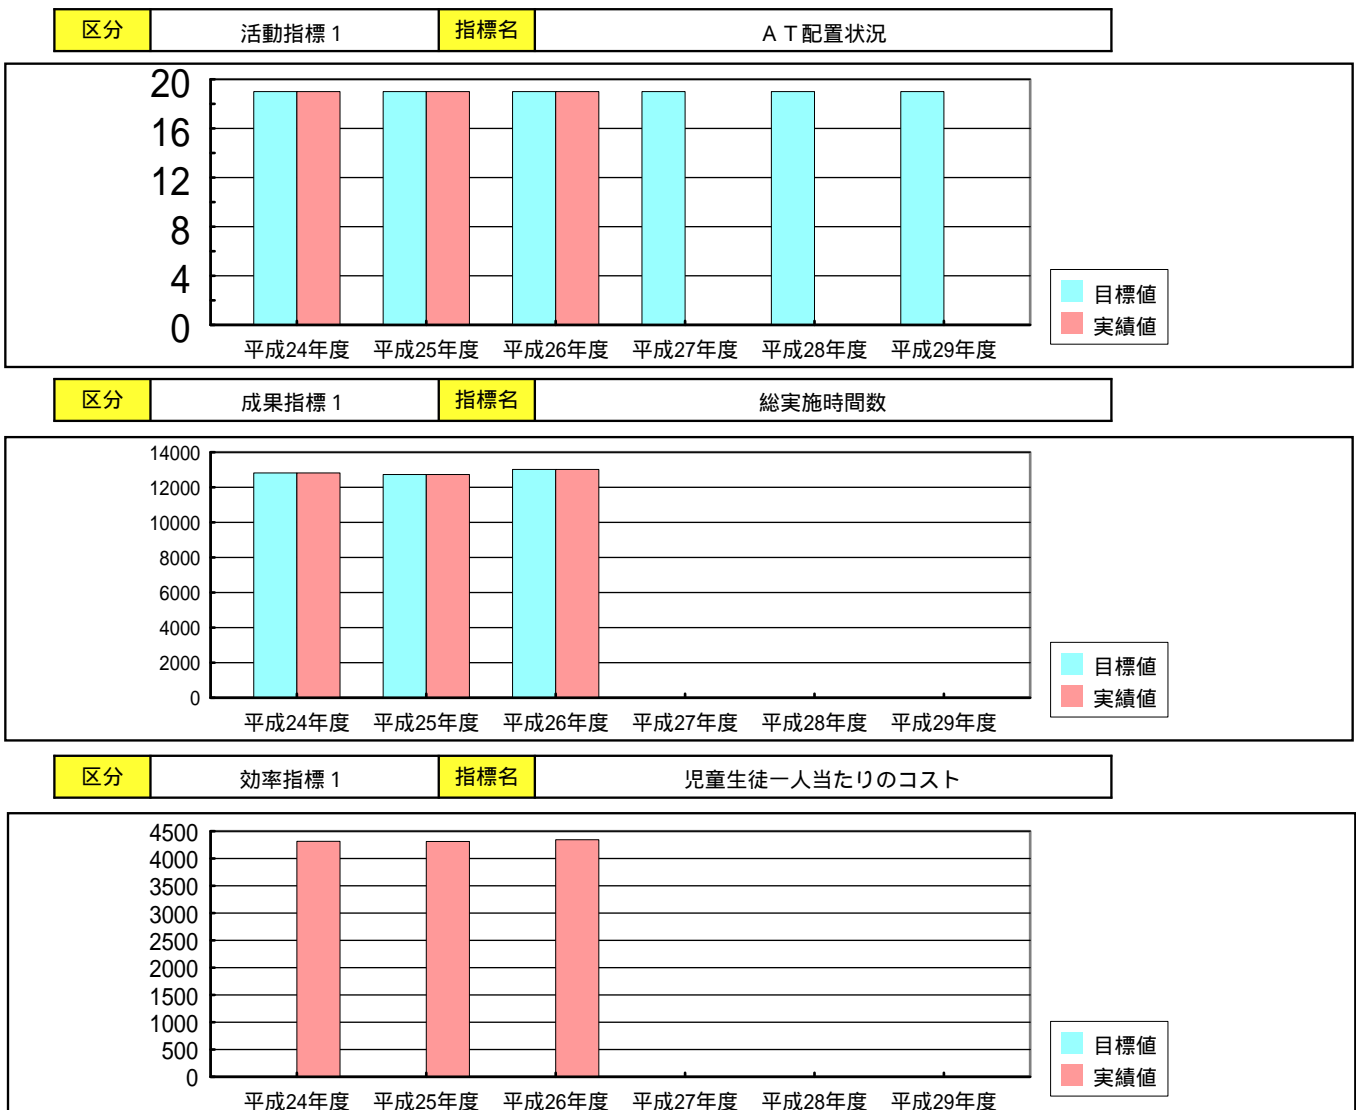 区分 活動指標１ 指標名 ＡＴ配置状況
20
16
12
8
4
0
平成24年度 平成25年度 平成26年度 平成27年度 平成28年度 平成29年度
目標値
実績値
区分 成果指標１ 指標名 総実施時間数
14000
12000
10000
8000
6000
4000
2000
0
平成24年度 平成25年度 平成26年度 平成27年度 平成28年度 平成29年度
目標値
実績値
区分 効率指標１ 指標名 児童生徒一人当たりのコスト
4500
4000
3500
3000
2500
2000
1500
1000
500
0
平成24年度 平成25年度 平成26年度 平成27年度 平成28年度 平成29年度
目標値
実績値